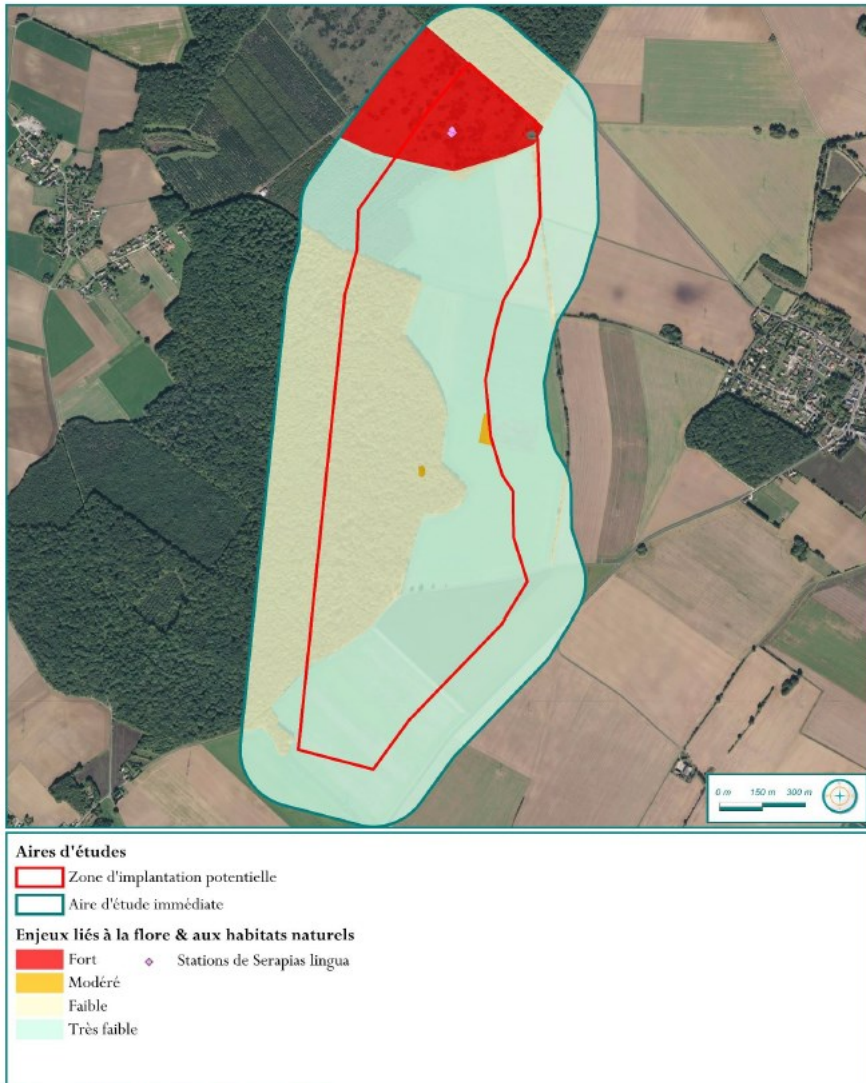 0 m 150 m 300 m
Aires d'études
Zone d'implantation potentielle
Aire d'étude immédiate
Enjeux liés à la flore & aux habitats naturels
Fort Stations de Serapias lingua
Modéré
Faible
Très faible